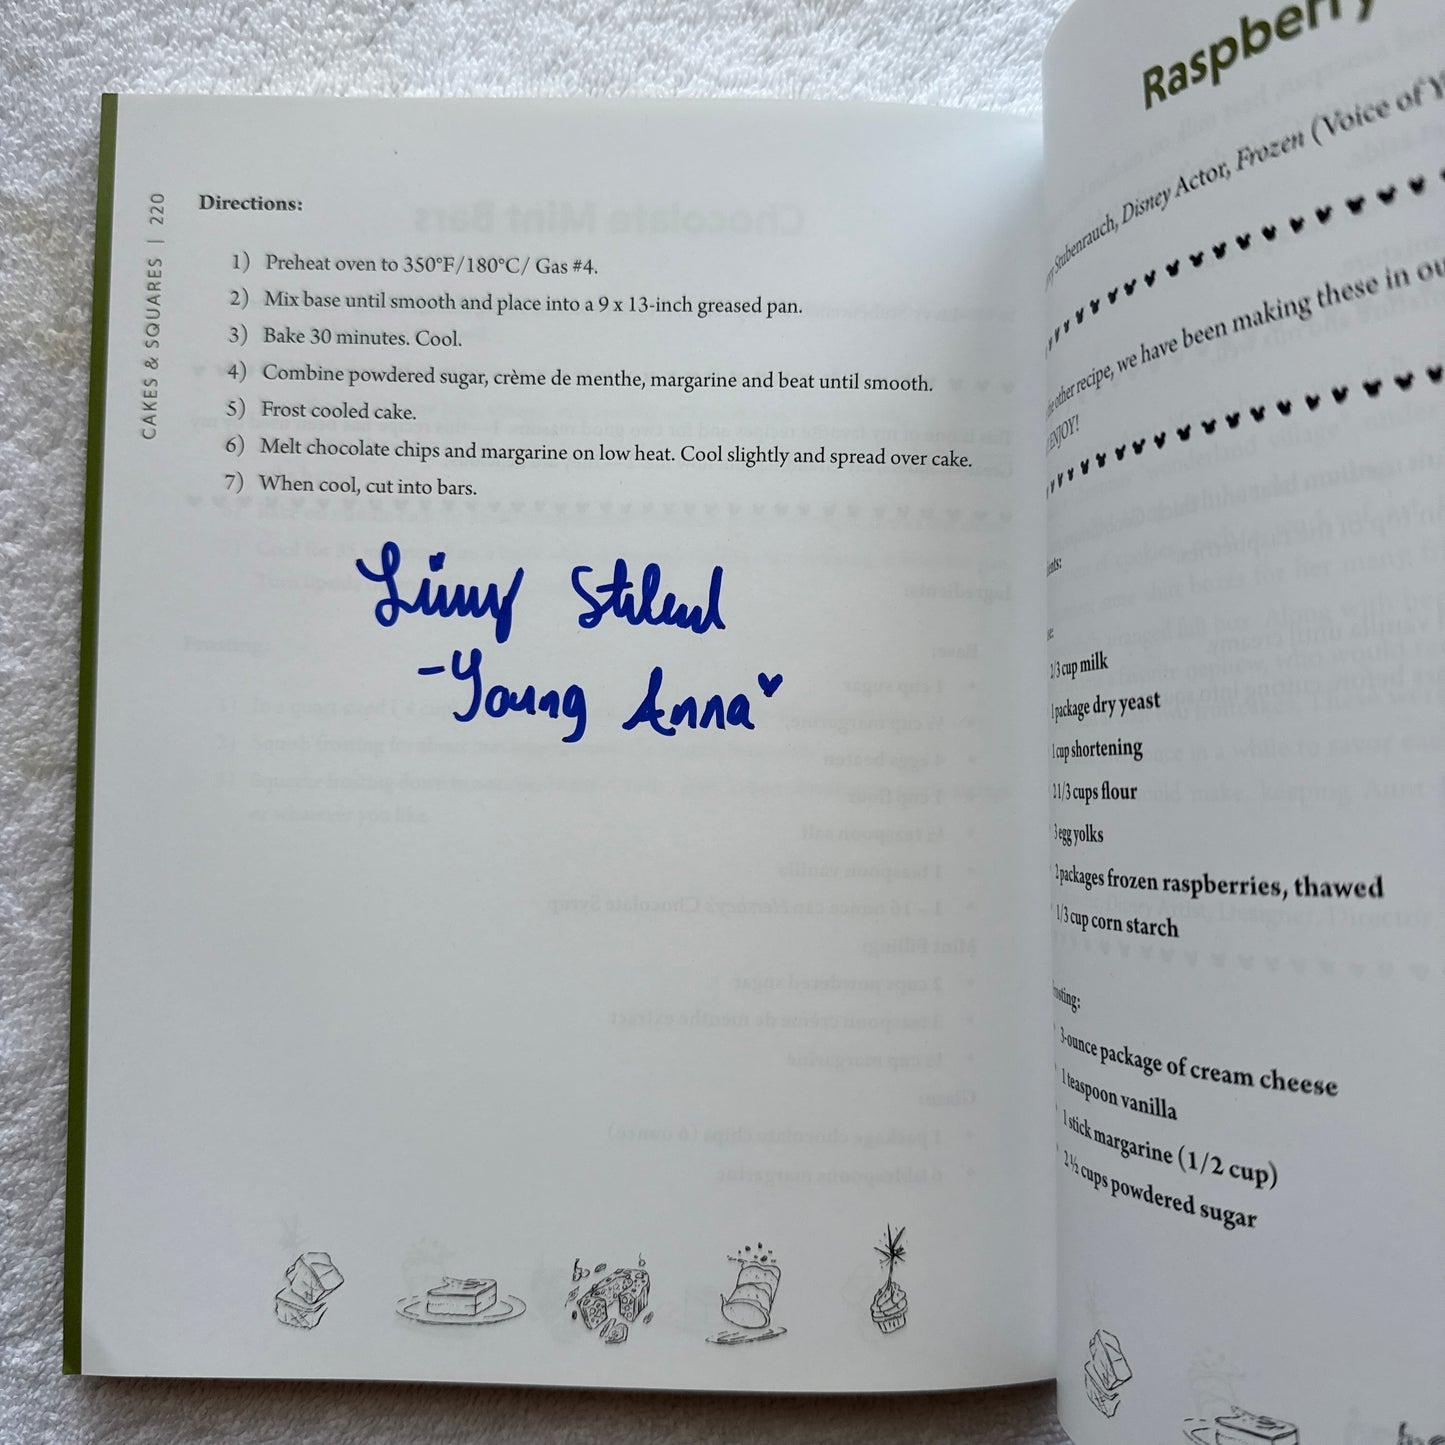 CAKES & SQUARES | 220
Directions:
1) Preheat oven to 350°F/180°C/ Gas #4.
2) Mix base until smooth and place into a 9 x 13-inch greased pan.
3) Bake 30 minutes. Cool.
4) Combine powdered sugar, crème de menthe, margarine and beat until smooth.
5) Frost cooled cake.
6) Melt chocolate chips and margarine on low heat. Cool slightly and spread over cake.
7) When cool, cut into bars.
-Young Anna
Raspberry
Stubenrauch, Disney Actor, Frozen (Voice of Y
other recipe, we have been making these in ou
ENJOY!
1/3 cup milk
1 package dry yeast
1 cup shortening
2 1/3 cups flour
3 egg yolks
2 packages frozen raspberries, thawed
1/3 cup corn starch
3-ounce package of cream cheese
1 teaspoon vanilla
1 stick margarine (1/2 cup)
2 ½ cups powdered sugar